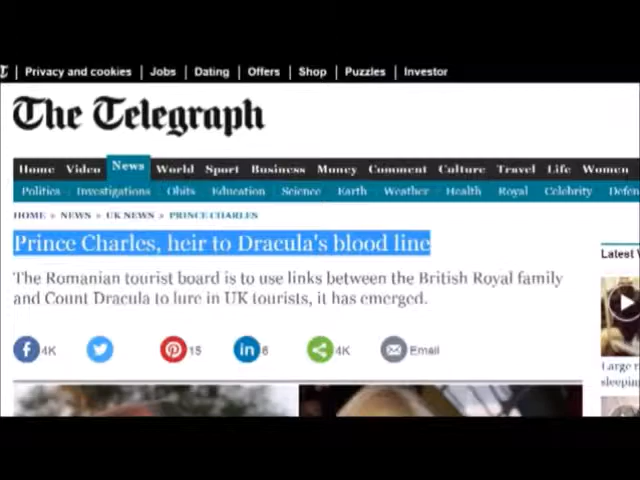 Privacy and cookies | Jobs | Dating | Offers | Shop | Puzzles | Investor
The Telegraph
Home Video News World Sport Business Money Comment Culture Travel Life Women
Politics Investigations Obits Education Science Earth Weather Health Royal Celebrity
HOME » NEWS » UK NEWS » PRINCE CHARLES
Prince Charles, heir to Dracula's blood line
The Romanian tourist board is to use links between the British Royal family
and Count Dracula to lure in UK tourists, it has emerged.
4K 15 6 4K Email
Latest
Large